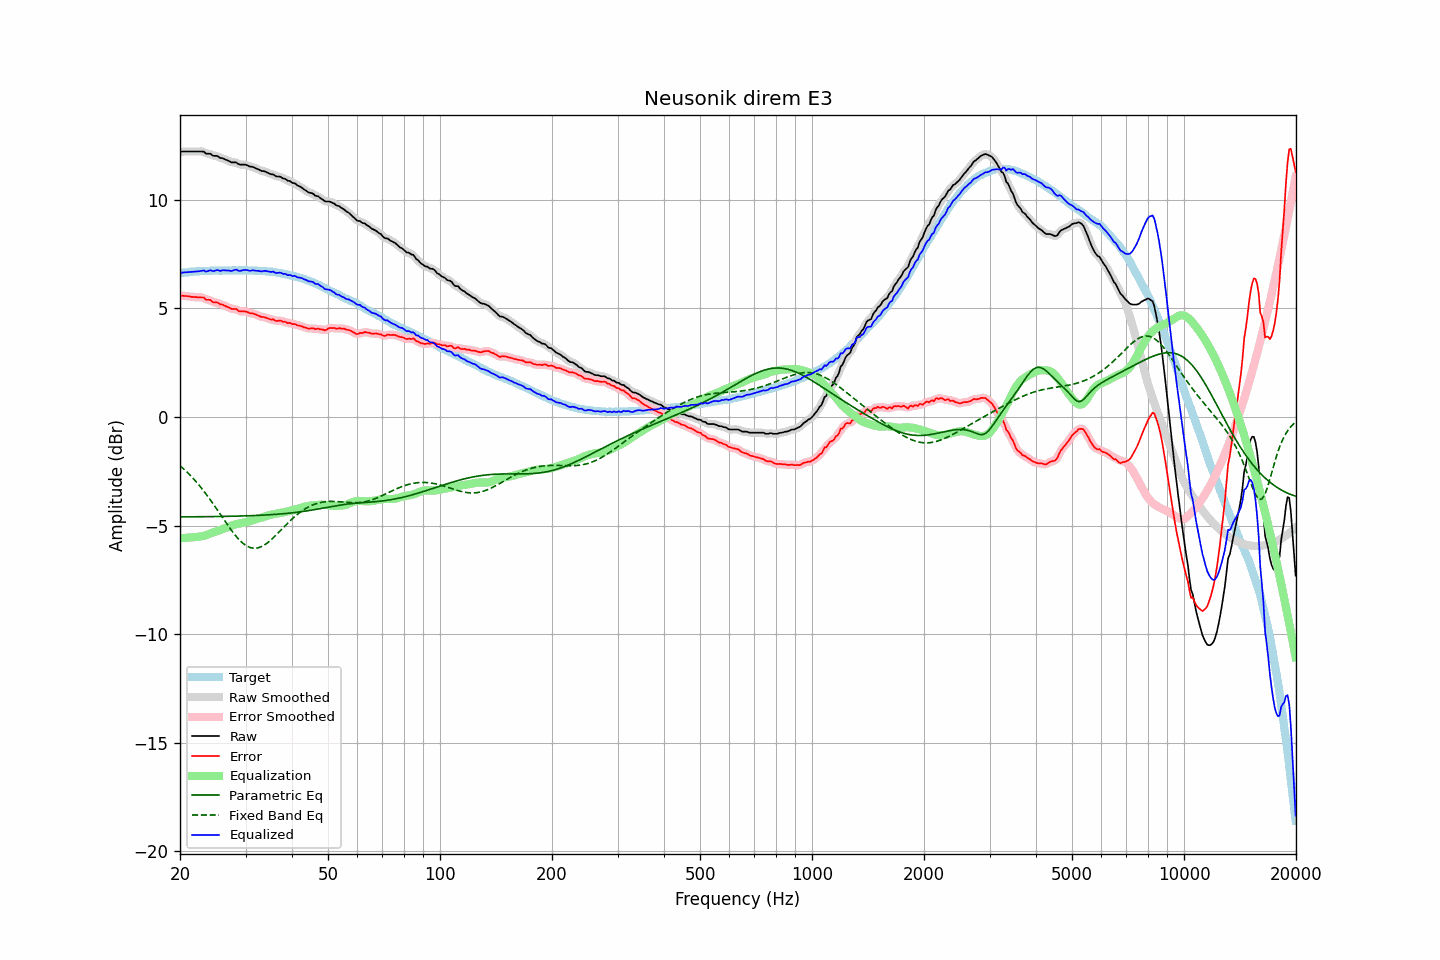 Neusonik direm E3
Amplitude (dBr)
10
5
0
−5
−10
−15
−20
Target
Raw Smoothed
Error Smoothed
Raw
Error
Equalization
Parametric Eq
Fixed Band Eq
Equalized
20 50 100 200 500 1000 2000 5000 10000 20000
Frequency (Hz)